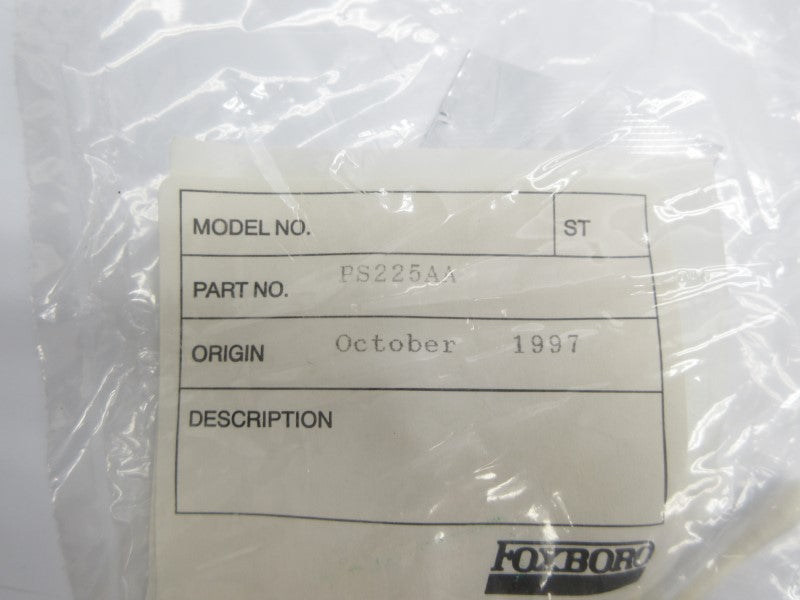 MODEL NO. ST
PART NO. PS225AA
ORIGIN October 1997
DESCRIPTION
FOXBORO